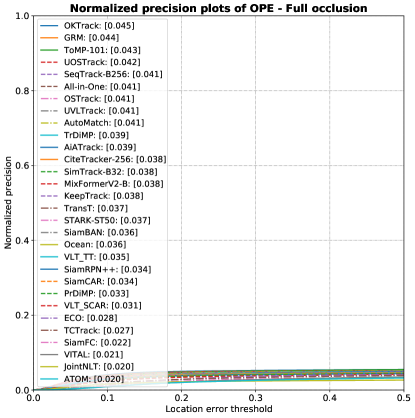 Normalized precision plots of OPE - Full occlusion
1.0
0.8
0.6
0.4
0.2
0.0
Normalized precision
OKTrack: [0.045]
GRM: [0.044]
ToMP-101: [0.043]
UOSTrack: [0.042]
SeqTrack-B256: [0.041]
All-in-One: [0.041]
OSTrack: [0.041]
UVLTrack: [0.041]
AutoMatch: [0.041]
TrDiMP: [0.039]
AiATrack: [0.039]
CiteTracker-256: [0.038]
SimTrack-B32: [0.038]
MixFormerV2-B: [0.038]
KeepTrack: [0.038]
TransT: [0.037]
STARK-ST50: [0.037]
SiamBAN: [0.036]
Ocean: [0.036]
VLT_TT: [0.035]
SiamRPN++: [0.034]
SiamCAR: [0.034]
PrDiMP: [0.033]
VLT_SCAR: [0.031]
ECO: [0.028]
TCTrack: [0.027]
SiamFC: [0.022]
VITAL: [0.021]
JointNLT: [0.020]
ATOM: [0.020]
0.0 0.1 0.2 0.3 0.4 0.5
Location error threshold